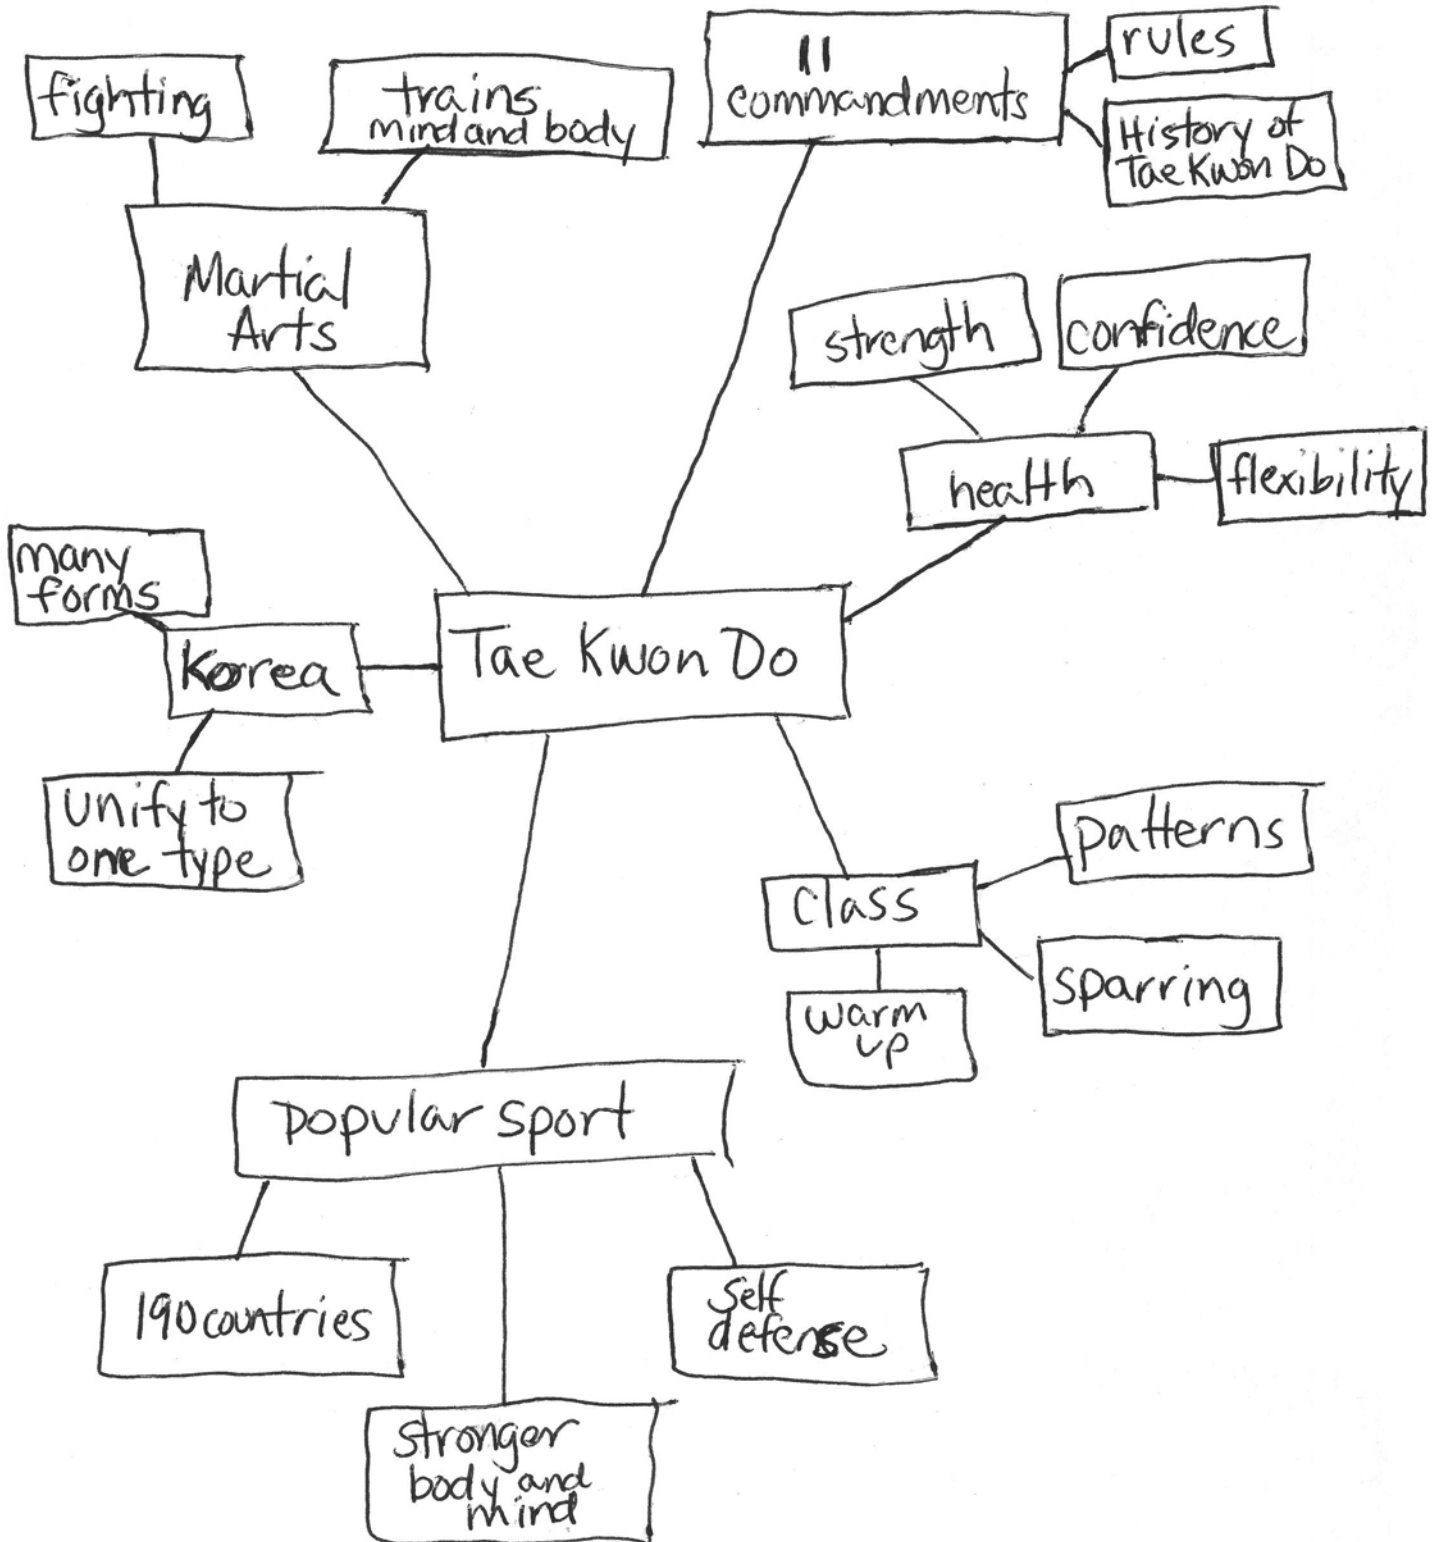 fighting
trains
mind and body
11
commandments
rules
History of
Tae Kwon Do
Martial
Arts
strength
confidence
health
flexibility
many
forms
Korea
Tae Kwon Do
unify to
one type
class
patterns
sparring
warm
up
popular sport
190 countries
self
defense
stronger
body and
mind